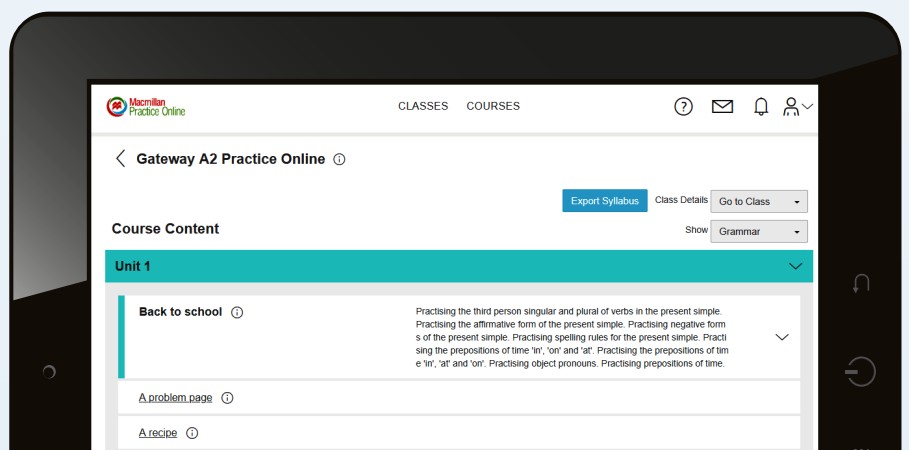 Macmillan
Practice Online
CLASSES COURSES
Gateway A2 Practice Online
Export Syllabus Class Details Go to Class
Course Content
Show Grammar
Unit 1
Back to school
Practising the third person singular and plural of verbs in the present simple.
Practising the affirmative form of the present simple. Practising negative form
s of the present simple. Practising spelling rules for the present simple. Practi
sing the prepositions of time 'in', 'on' and 'at'. Practising the prepositions of tim
e 'in', 'at' and 'on'. Practising object pronouns. Practising prepositions of time.
A problem page
A recipe